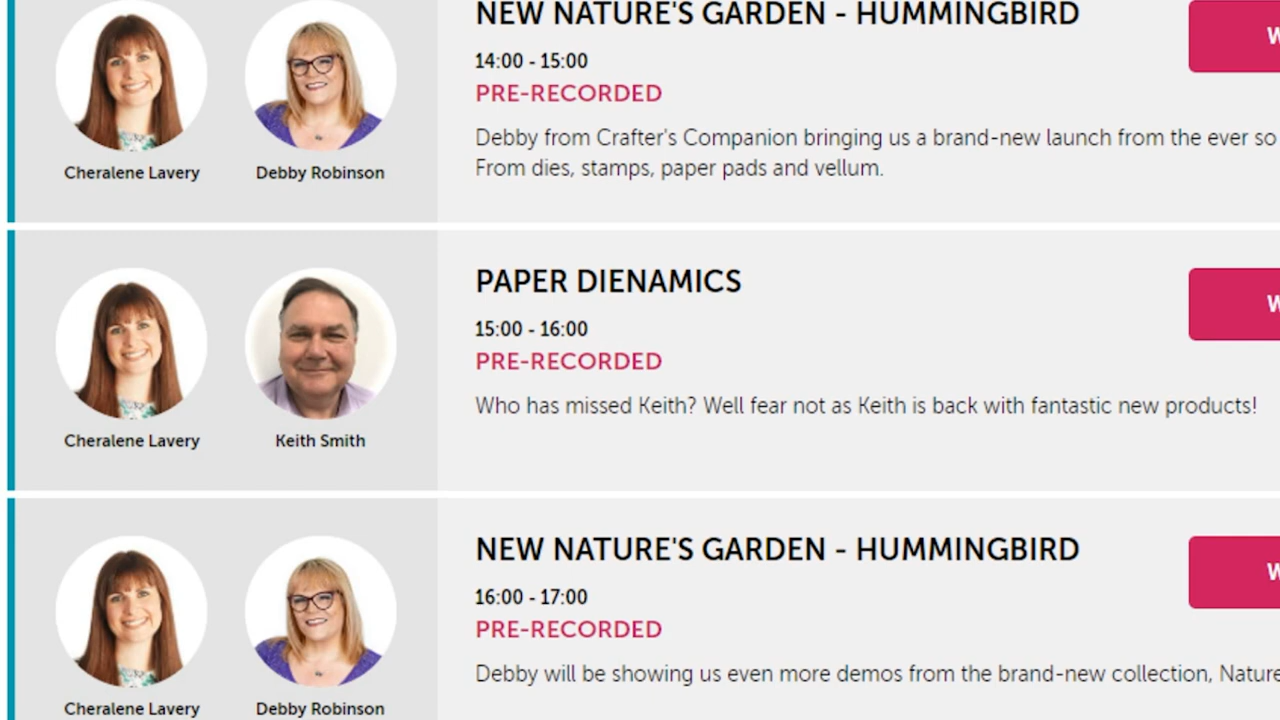 NEW NATURE'S GARDEN - HUMMINGBIRD
14:00 - 15:00
PRE-RECORDED
Debby from Crafter's Companion bringing us a brand-new launch from the ever so
From dies, stamps, paper pads and vellum.
Cheralene Lavery
Debby Robinson
W
PAPER DIENAMICS
15:00 - 16:00
PRE-RECORDED
Who has missed Keith? Well fear not as Keith is back with fantastic new products!
Cheralene Lavery
Keith Smith
W
NEW NATURE'S GARDEN - HUMMINGBIRD
16:00 - 17:00
PRE-RECORDED
Debby will be showing us even more demos from the brand-new collection, Nature
Cheralene Lavery
Debby Robinson
W